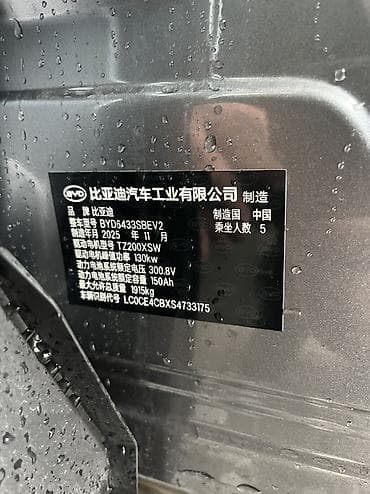 BYD 比亚迪汽车工业有限公司 制造
品 牌 比亚迪 制造国 中国
整车型号 BYD6433SBEV2 乘坐人数 5
制造年月 2025 年 11 月
驱动电机型号 TZ200XSW
驱动电机峰值功率 130kw
动力电池系统额定电压 300.8V
动力电池系统额定容量 150Ah
最大允许总质量 1915kg
车辆识别代号 LC0CE4CBXS4733175